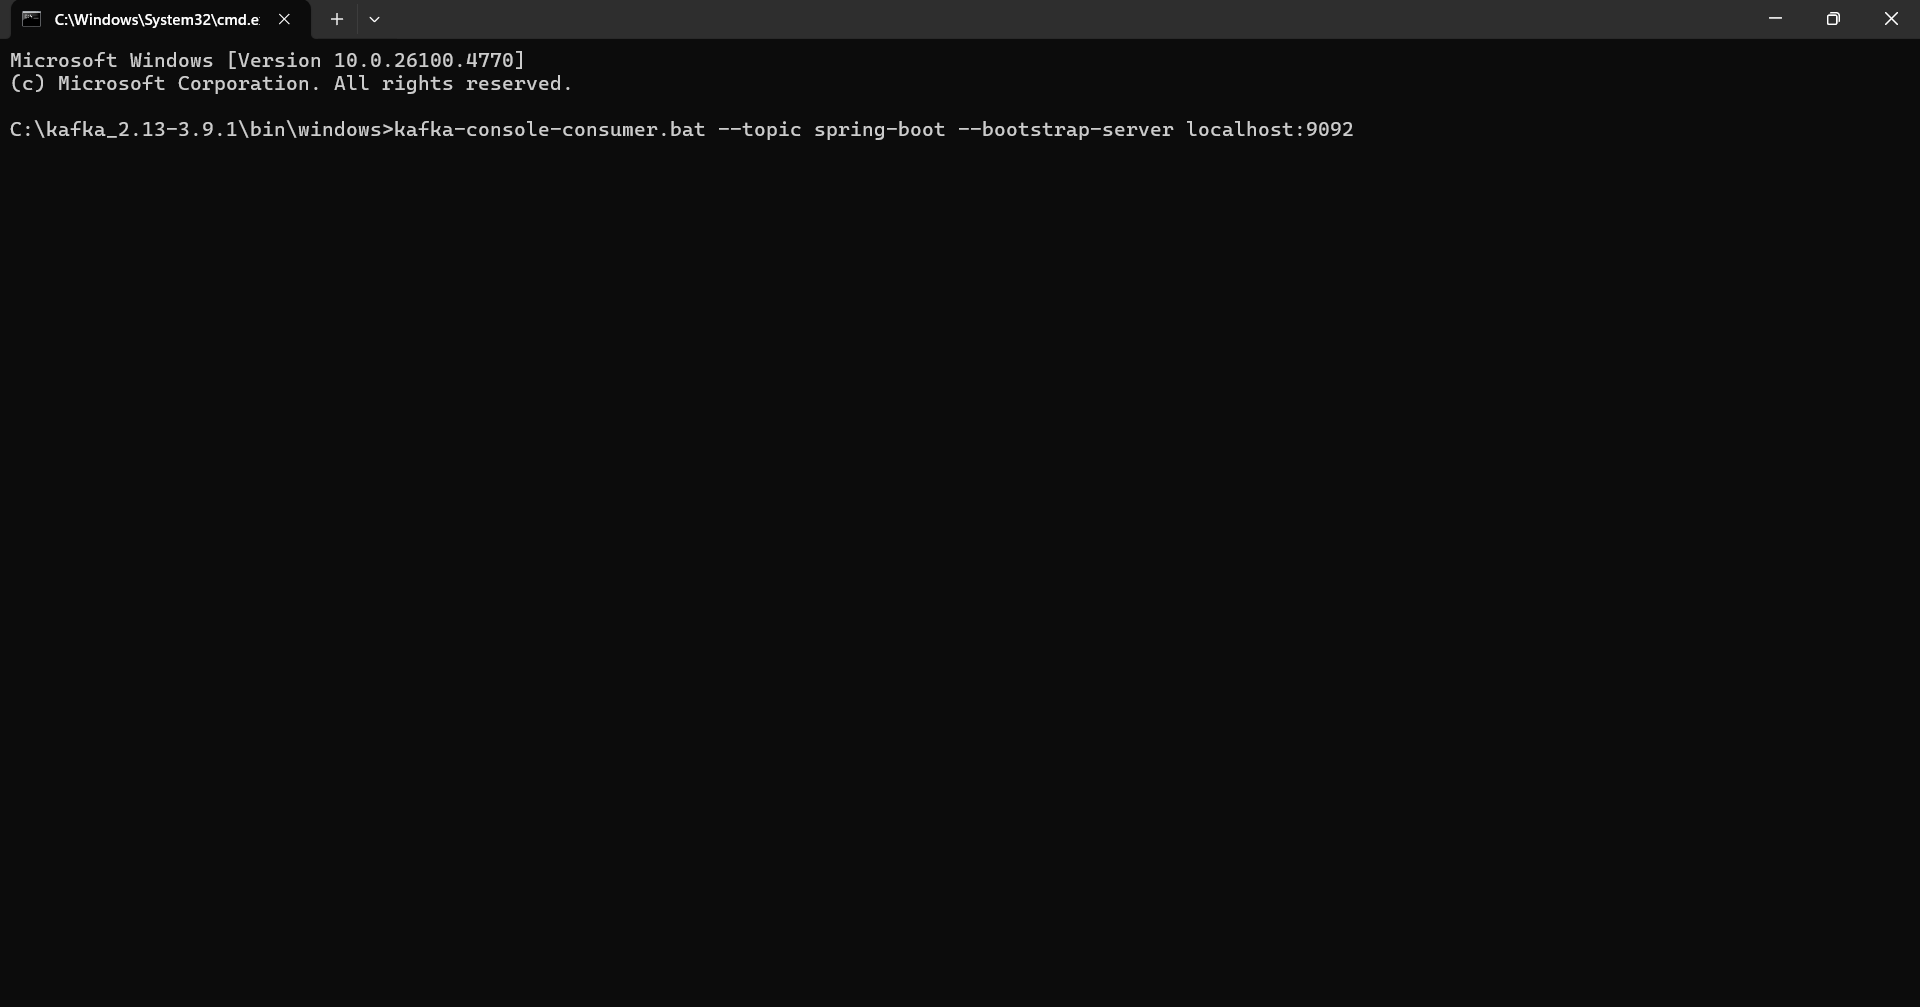 C:\Windows\System32\cmd.e
Microsoft Windows [Version 10.0.26100.4770]
(c) Microsoft Corporation. All rights reserved.
C:\kafka_2.13-3.9.1\bin\windows>kafka-console-consumer.bat --topic spring-boot --bootstrap-server localhost:9092